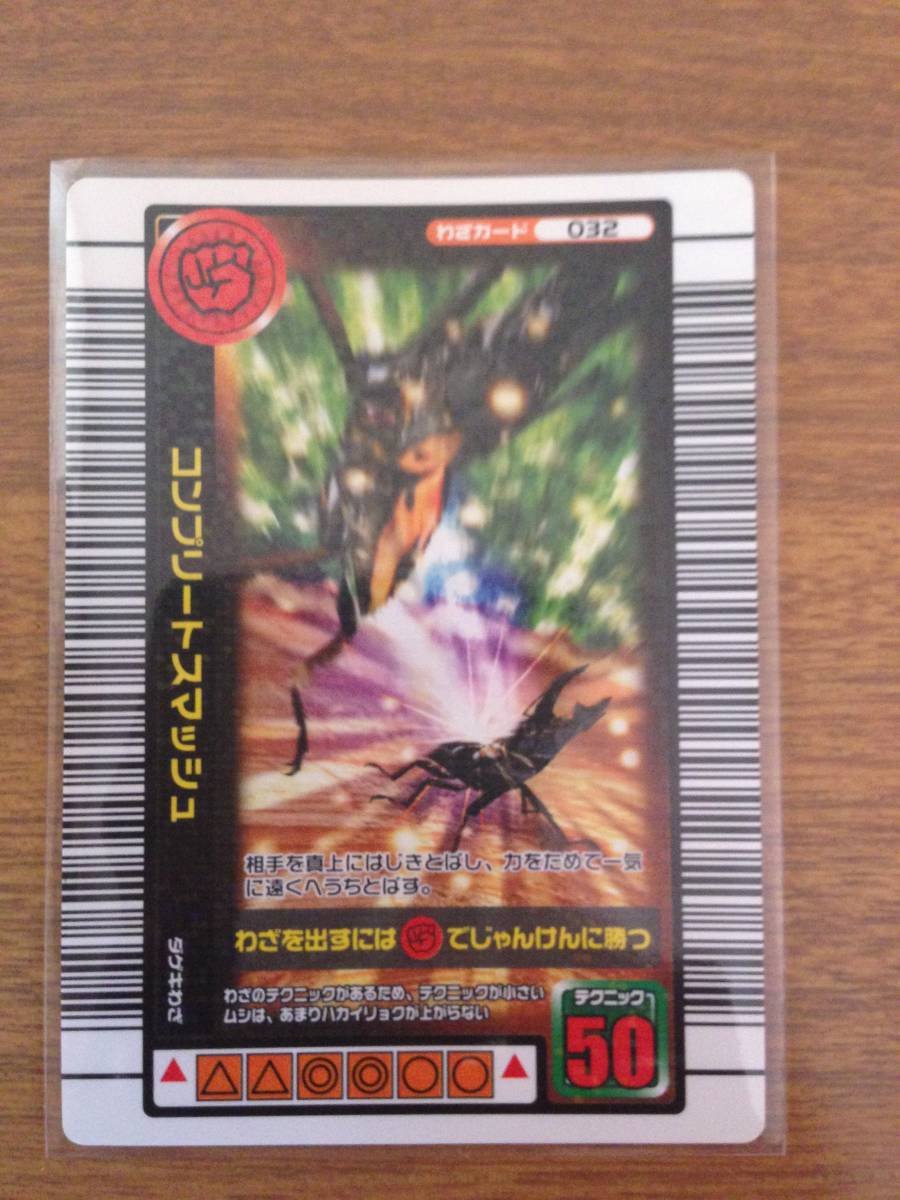 わざカード 032
コンプリートスマッシュ
ダゲキわざ
相手を真上にはじきとばし、力をためて一気
に遠くへうちとばす。
わざを出すには でじゃんけんに勝つ
わざのテクニックがあるため、テクニックが小さい
ムシは、あまりハカイリョクが上がらない
テクニック
50